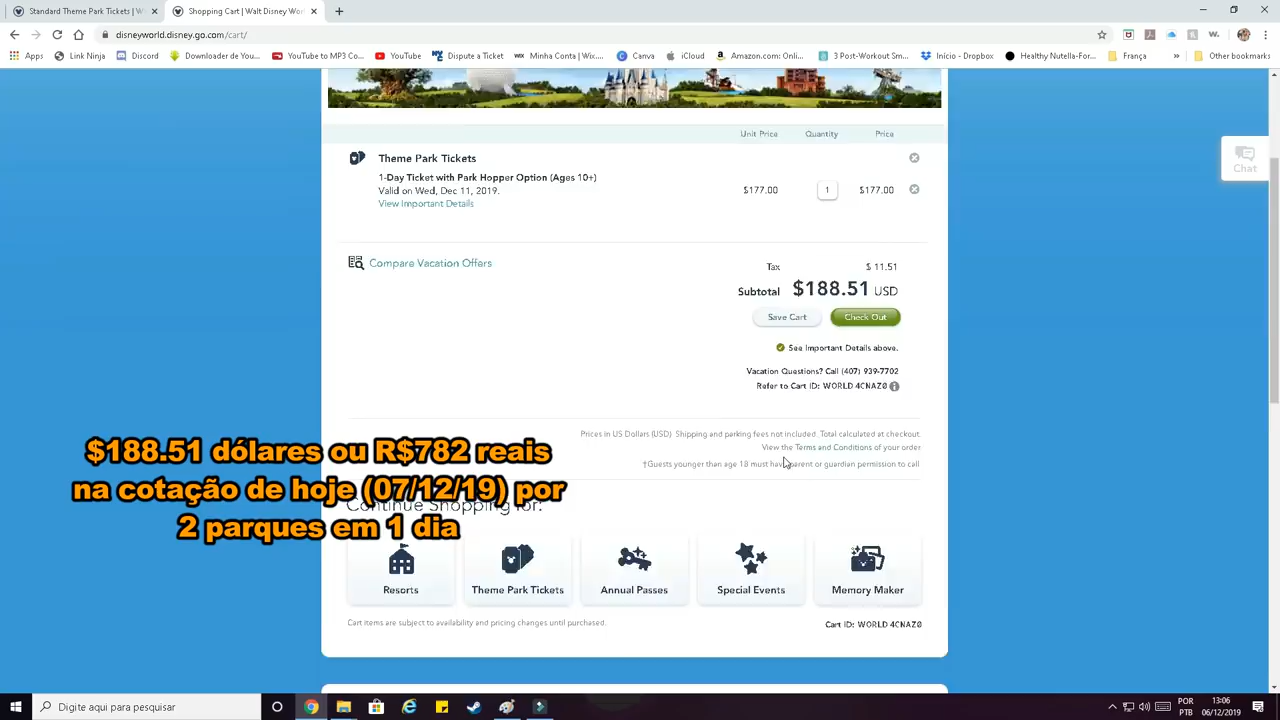 Standard Theme Park Tickets | W
Shopping Cart | Walt Disney Wor
disneyworld.disney.go.com/cart/
Apps
Link Ninja
Discord
Downloader de You...
YouTube to MP3 Co...
YouTube
Dispute a Ticket
Minha Conta | Wix....
Canva
iCloud
Amazon.com: Onli...
3 Post-Workout Sm...
Início - Dropbox
Healthy Nutella-For...
França
»
Other bookmarks
Unit Price Quantity Price
Theme Park Tickets
1-Day Ticket with Park Hopper Option (Ages 10+)
Valid on Wed, Dec 11, 2019.
$177.00 1 $177.00
View Important Details
Chat
Compare Vacation Offers
Tax $ 11.51
Subtotal $188.51 USD
Save Cart Check Out
See Important Details above.
Vacation Questions? Call (407) 939-7702
Refer to Cart ID: WORLD 4CNAZ0
Prices in US Dollars (USD) Shipping and parking fees not included. Total calculated at checkout.
View the Terms and Conditions of your order
†Guests younger than age 18 must have parent or guardian permission to call
$188.51 dólares ou R$782 reais
na cotação de hoje (07/12/19) por
2 parques em 1 dia
Continue Shopping for:
Resorts
Theme Park Tickets
Annual Passes
Special Events
Memory Maker
Cart items are subject to availability and pricing changes until purchased.
Cart ID: WORLD 4CNAZ0
Digite aqui para pesquisar
POR
PTB
13:06
06/12/2019